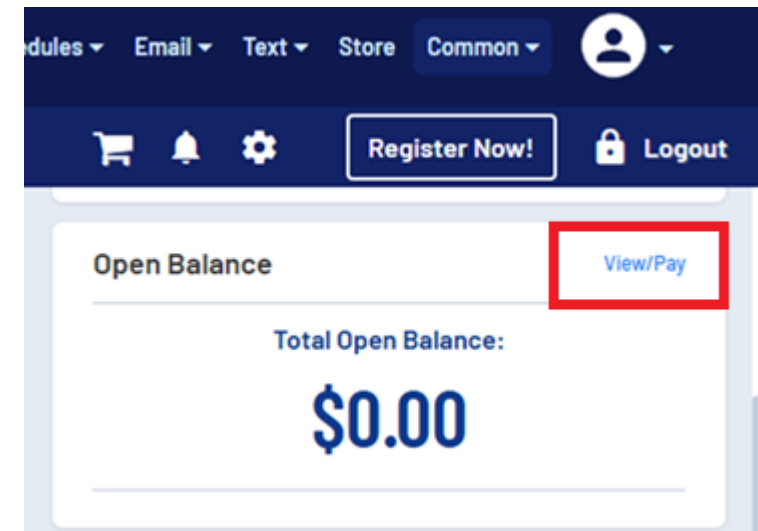 edules Email Text Store Common
Register Now! Logout
Open Balance View/Pay
Total Open Balance:
$0.00